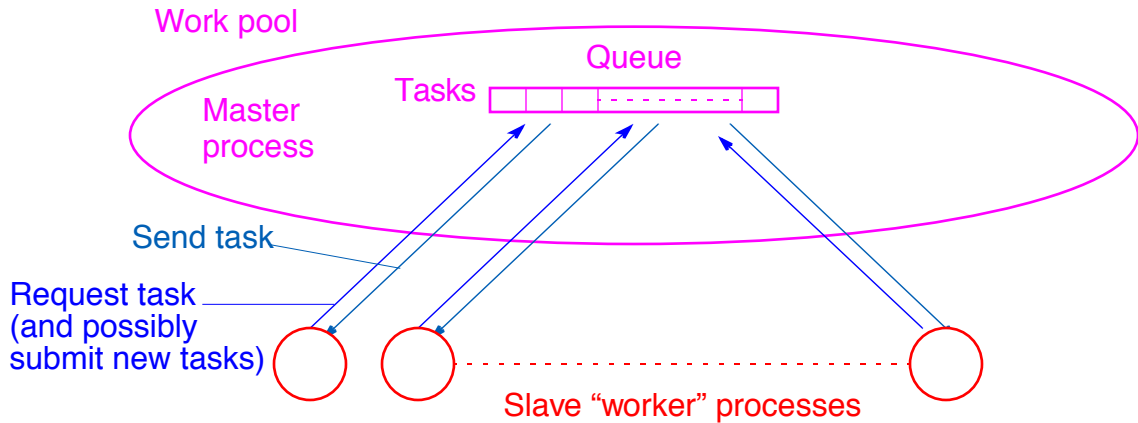 Work pool
Queue
Tasks
Master
process
Send task
Request task
(and possibly
submit new tasks)
Slave “worker” processes